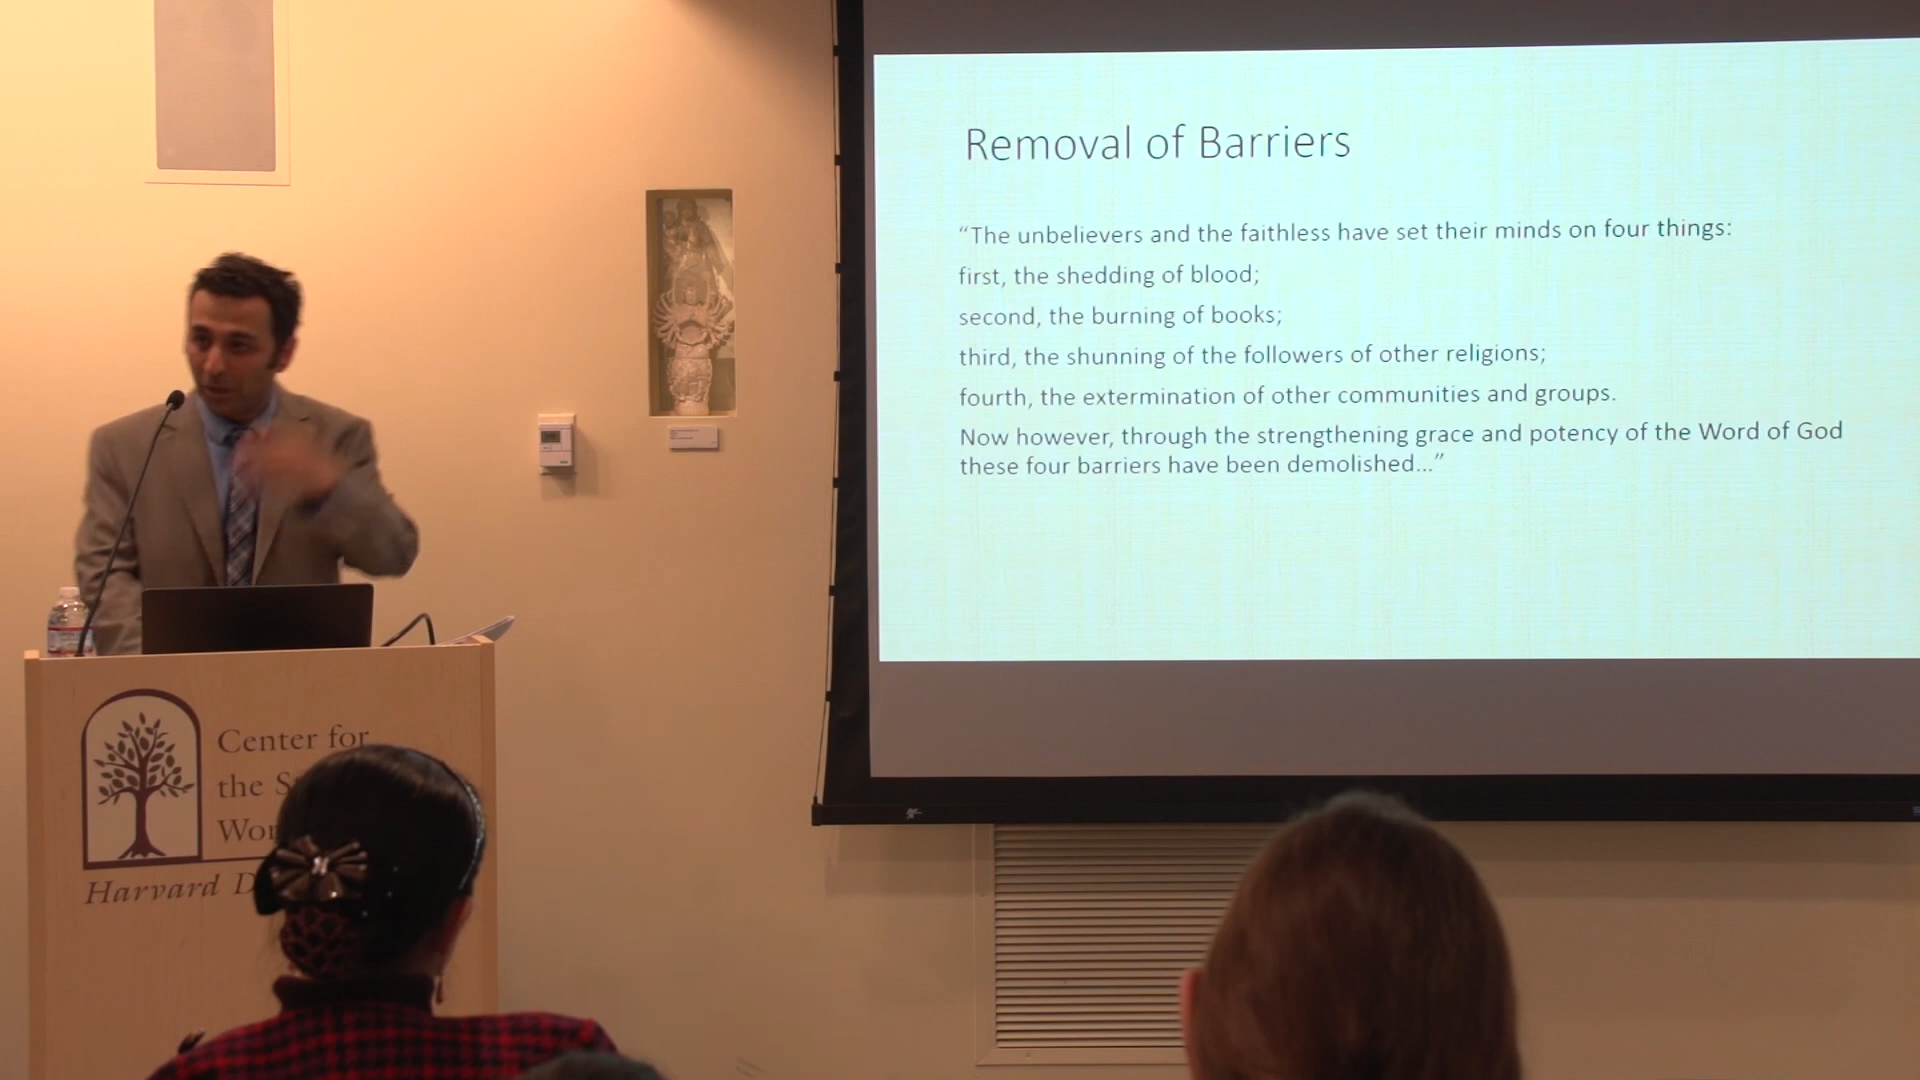 Removal of Barriers
“The unbelievers and the faithless have set their minds on four things:
first, the shedding of blood;
second, the burning of books;
third, the shunning of the followers of other religions;
fourth, the extermination of other communities and groups.
Now however, through the strengthening grace and potency of the Word of God
these four barriers have been demolished…”
Center for
the
Harvard